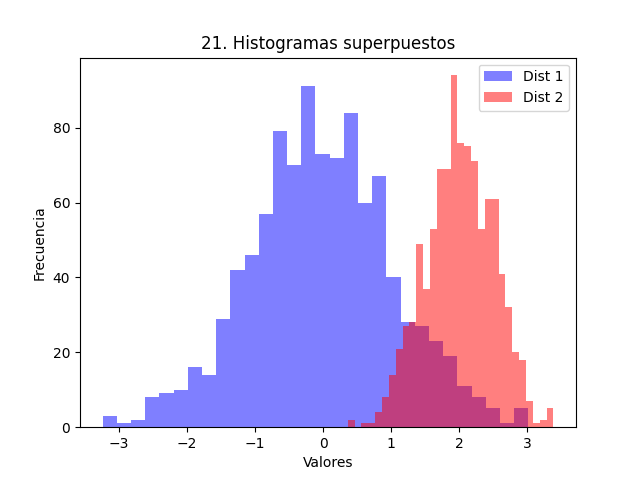 21. Histogramas superpuestos
Dist 1
Dist 2
80
60
40
20
0
Frecuencia
−3
−2
−1
0
1
2
3
Valores